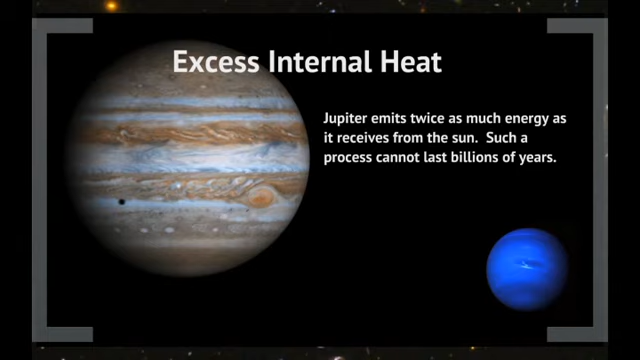 Excess Internal Heat
Jupiter emits twice as much energy as
it receives from the sun. Such a
process cannot last billions of years.